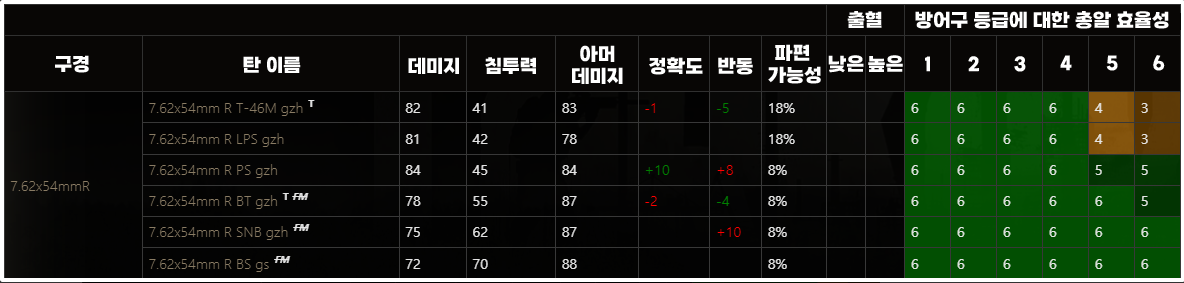 출혈 방어구 등급에 대한 총알 효율성
구경 탄 이름 데미지 침투력 아머 데미지 정확도 반동 파편 가능성 낮은 높은 1 2 3 4 5 6
7.62x54mmR
7.62x54mm R T-46M gzh T 82 41 83 -1 -5 18% 6 6 6 6 4 3
7.62x54mm R LPS gzh 81 42 78 18% 6 6 6 6 4 3
7.62x54mm R PS gzh 84 45 84 +10 +8 8% 6 6 6 6 5 5
7.62x54mm R BT gzh T FM 78 55 87 -2 -4 8% 6 6 6 6 6 5
7.62x54mm R SNB gzh FM 75 62 87 +10 8% 6 6 6 6 6 6
7.62x54mm R BS gs FM 72 70 88 8% 6 6 6 6 6 6